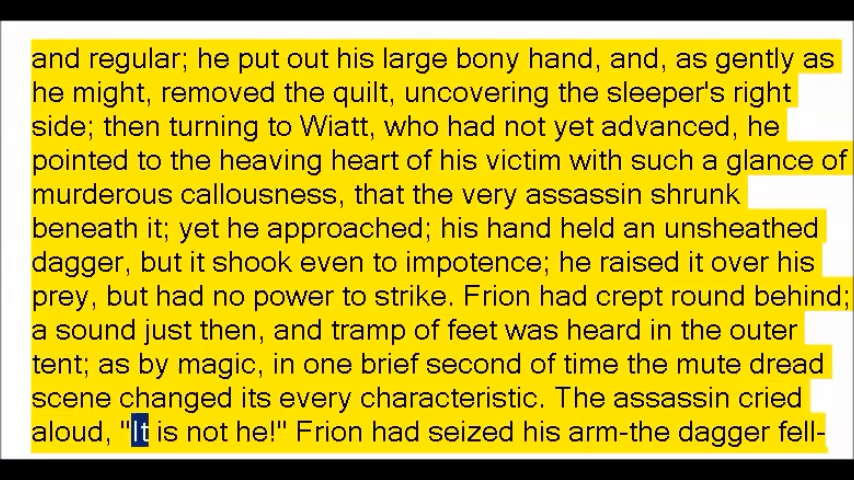 and regular; he put out his large bony hand, and, as gently as
he might, removed the quilt, uncovering the sleeper's right
side; then turning to Wiatt, who had not yet advanced, he
pointed to the heaving heart of his victim with such a glance of
murderous callousness, that the very assassin shrunk
beneath it; yet he approached; his hand held an unsheathed
dagger, but it shook even to impotence; he raised it over his
prey, but had no power to strike. Frion had crept round behind;
a sound just then, and tramp of feet was heard in the outer
tent; as by magic, in one brief second of time the mute dread
scene changed its every characteristic. The assassin cried
aloud, "It is not he!" Frion had seized his arm-the dagger fell-